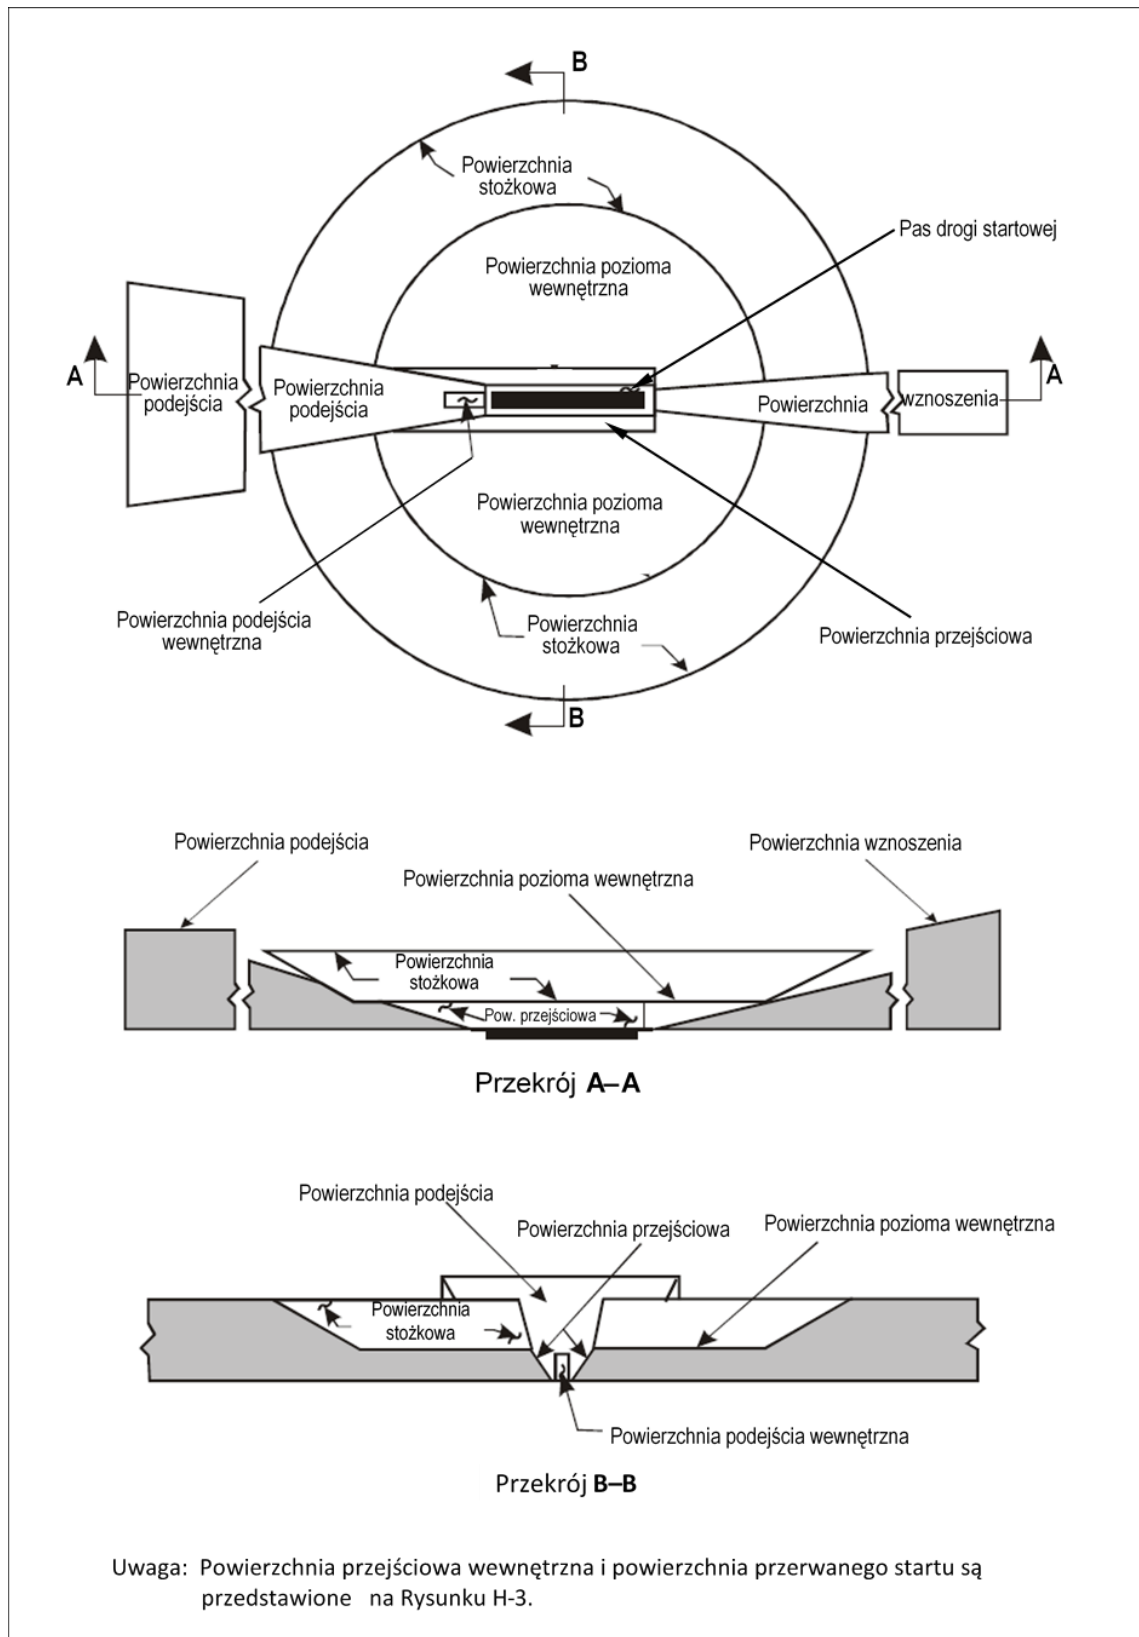 B
Powierzchnia
stożkowa
Pas drogi startowej
Powierzchnia pozioma
wewnętrzna
A
Powierzchnia
podejścia
Powierzchnia
podejścia
Powierzchnia
wznoszenia
A
Powierzchnia pozioma
wewnętrzna
Powierzchnia podejścia
wewnętrzna
Powierzchnia
stożkowa
Powierzchnia przejściowa
B
Powierzchnia podejścia
Powierzchnia wznoszenia
Powierzchnia pozioma wewnętrzna
Powierzchnia
stożkowa
Pow. przejściowa
Przekrój A–A
Powierzchnia podejścia
Powierzchnia przejściowa
Powierzchnia pozioma wewnętrzna
Powierzchnia
stożkowa
Powierzchnia podejścia wewnętrzna
Przekrój B–B
Uwaga: Powierzchnia przejściowa wewnętrzna i powierzchnia przerwanego startu są
przedstawione na Rysunku H-3.